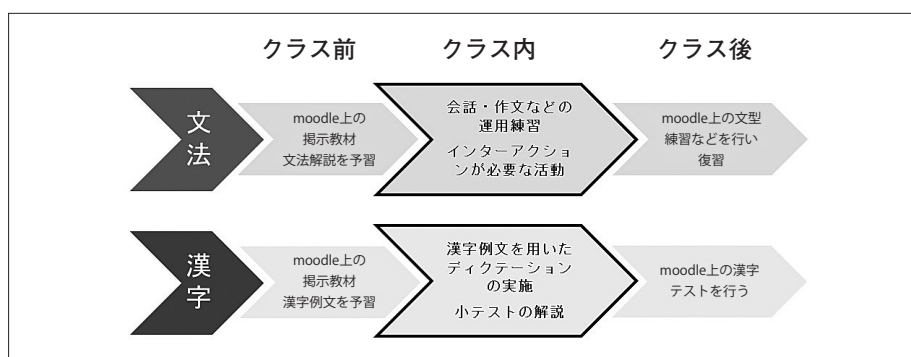 クラス前
クラス内
クラス後
文
法
moodle上の
掲示教材
文法解説を予習
会話・作文などの
運用練習
インターアクショ
ンが必要な活動
moodle上の文型
練習などを行い
復習
漢
字
moodle上の
掲示教材
漢字例文を予習
漢字例文を用いた
ディクテーション
の実施
小テストの解説
moodle上の漢字
テストを行う